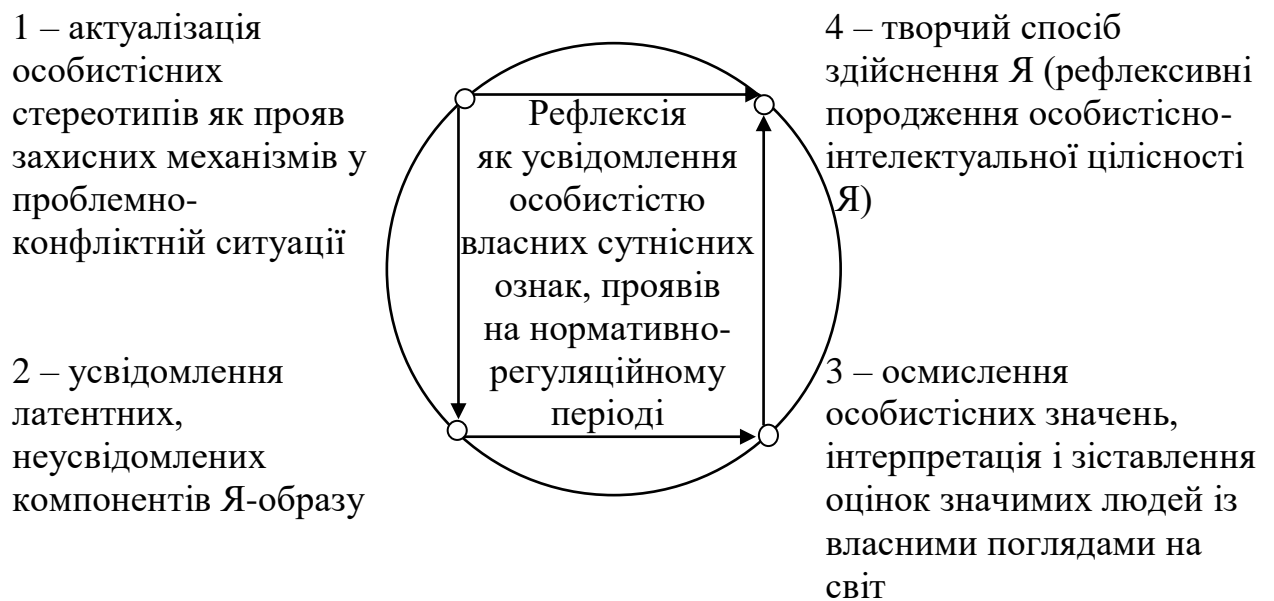 1 – актуалізація
особистісних
стереотипів як прояв
захисних механізмів у
проблемно-
конфліктній ситуації
2 – усвідомлення
латентних,
неусвідомлених
компонентів Я-образу
Рефлексія
як усвідомлення
особистістю
власних сутнісних
ознак, проявів
на нормативно-
регуляційному
періоді
4 – творчий спосіб
здійснення Я (рефлексивні
породження особистісно-
інтелектуальної цілісності
Я)
3 – осмислення
особистісних значень,
інтерпретація і зіставлення
оцінок значимих людей із
власними поглядами на
світ